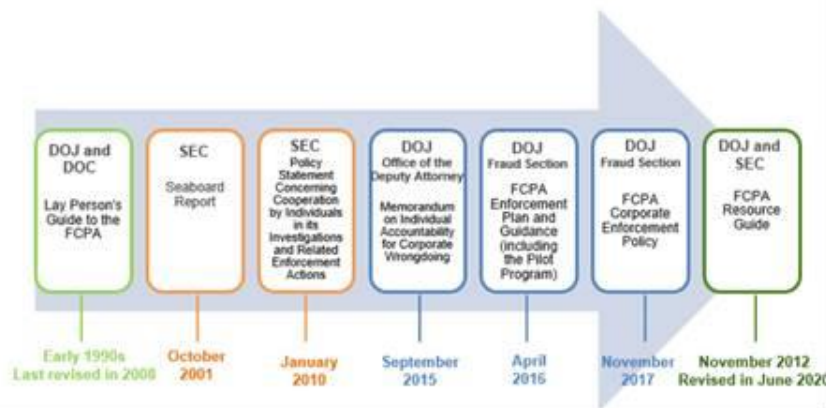 DOJ and
DOC
Lay Person's
Guide to the
FCPA
SEC
Seaboard
Report
SEC
Policy
Statement
Concerning
Cooperation
by Individuals
in its
Investigations
and Related
Enforcement
Actions
DOJ
Office of the
Deputy Attorney
Memorandum
on Individual
Accountability
for Corporate
Wrongdoing
DOJ
Fraud Section
FCPA
Enforcement
Plan and
Guidance
(including
the Pilot
Program)
DOJ
Fraud Section
FCPA
Corporate
Enforcement
Policy
DOJ and
SEC
FCPA
Resource
Guide
Early 1990s
Last revised in 2008
October
2001
January
2010
September
2015
April
2016
November
2017
November 2012
Revised in June 2020